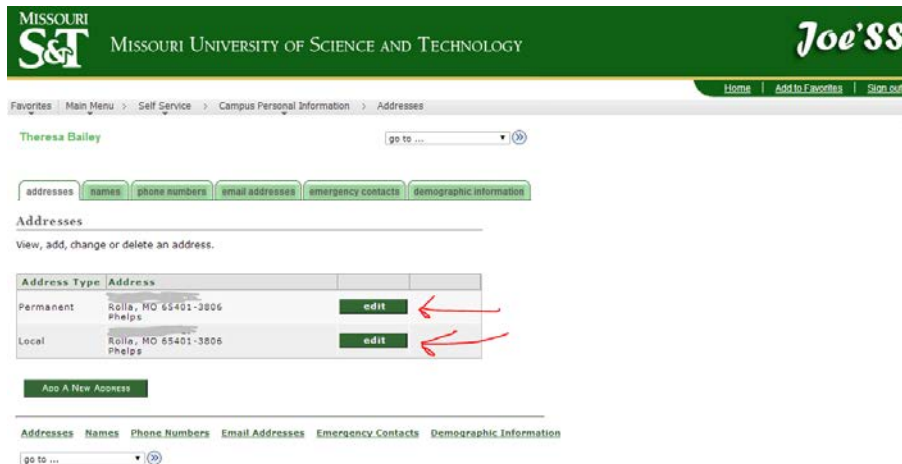 MISSOURI
S&T
MISSOURI UNIVERSITY OF SCIENCE AND TECHNOLOGY
Joe'SS
Home | Add to Favorites | Sign out
Favorites | Main Menu > Self Service > Campus Personal Information > Addresses
Theresa Bailey
go to ...
addresses names phone numbers email addresses emergency contacts demographic information
Addresses
View, add, change or delete an address.
Address Type Address
Permanent Rolla, MO 65401-3806 edit
Phelps
Local Rolla, MO 65401-3806 edit
Phelps
ADD A NEW ADDRESS
Addresses Names Phone Numbers Email Addresses Emergency Contacts Demographic Information
go to ...